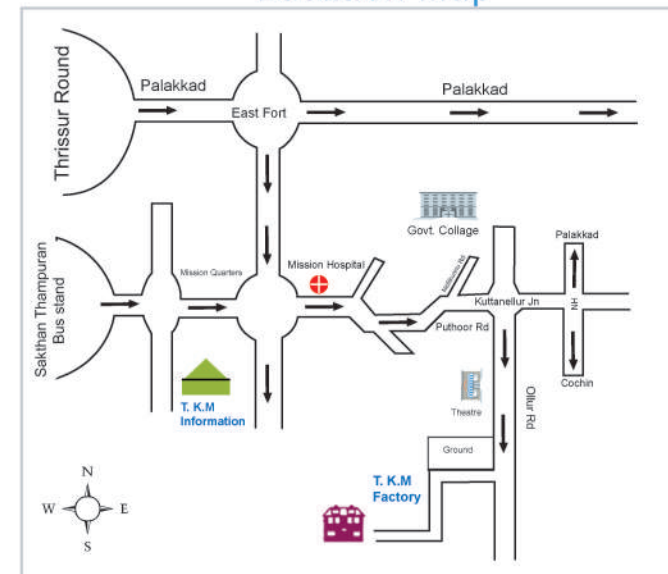 Palakkad
Palakkad
Thrissur Round
East Fort
Govt. Collage
Palakkad
Mission Quarters
Mission Hospital
Sakthan Thampuran
Bus stand
Kuttanellur Jn
NH
Puthoor Rd
Cochin
Ollur Rd
T. K.M
Information
Theatre
Ground
T. K.M
Factory
N
W
E
S